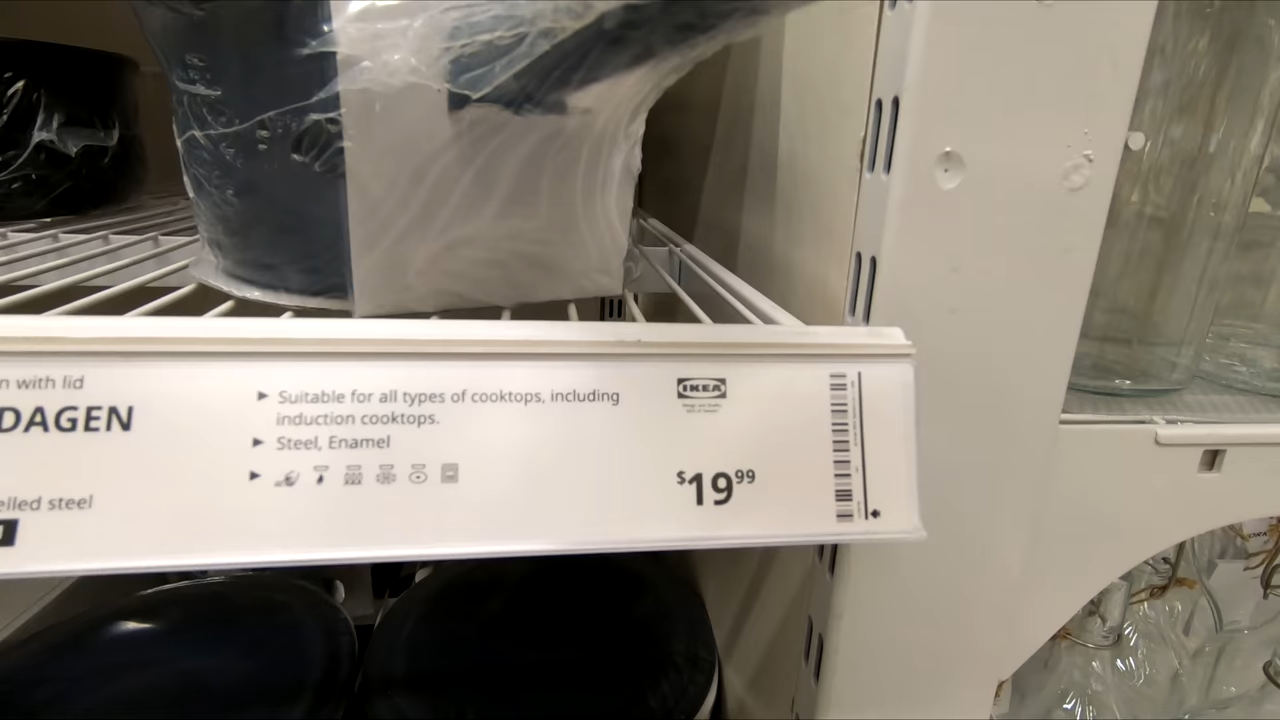 n with lid
DAGEN
elled steel
▶ Suitable for all types of cooktops, including
induction cooktops.
▶ Steel, Enamel
IKEA
$19.99